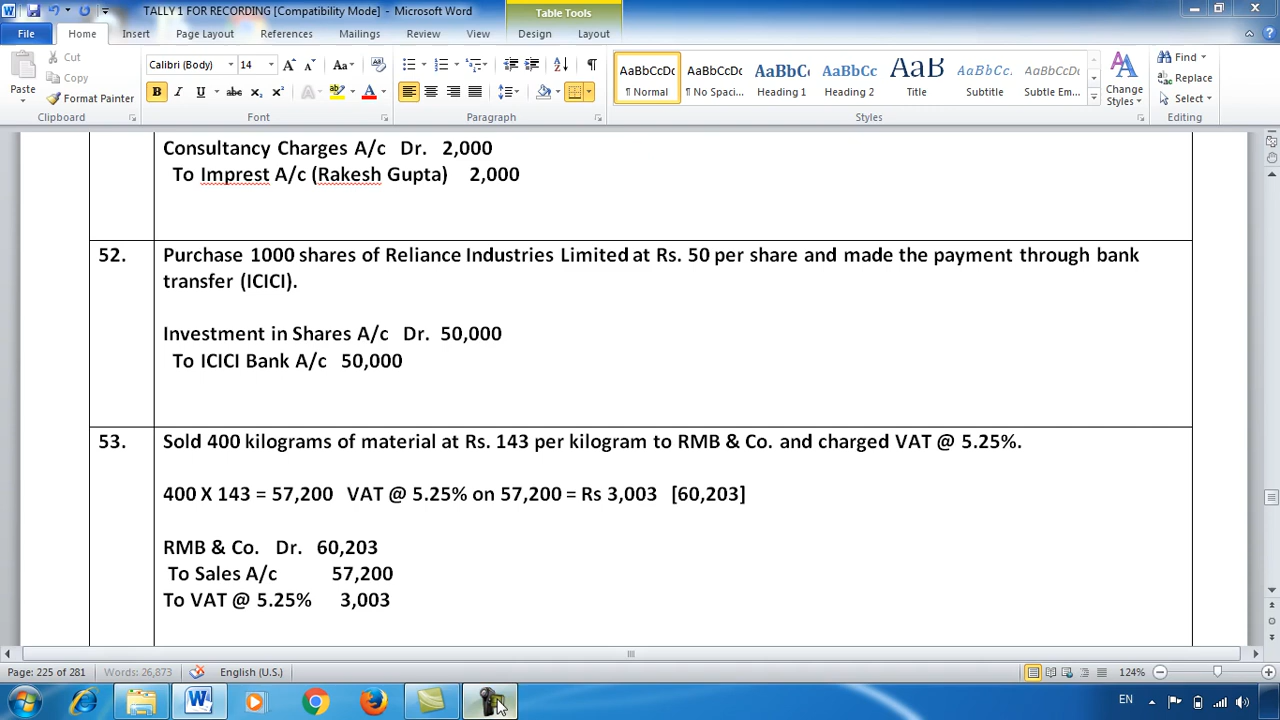 TALLY 1 FOR RECORDING [Compatibility Mode] - Microsoft Word
Table Tools
File Home Insert Page Layout References Mailings Review View Design Layout
Paste
Cut
Copy
Format Painter
Clipboard
Calibri (Body) 14
B I U abc x₂ x²
Font
Paragraph
AaBbCcDc AaBbCcDc AaBbCc AaBbCc AaB AaBbCcL AaBbCcDc
¶ Normal ¶ No Spaci... Heading 1 Heading 2 Title Subtitle Subtle Em...
Styles
Change Styles
Find
Replace
Select
Editing
Consultancy Charges A/c Dr. 2,000
To Imprest A/c (Rakesh Gupta) 2,000
52. Purchase 1000 shares of Reliance Industries Limited at Rs. 50 per share and made the payment through bank
transfer (ICICI).
Investment in Shares A/c Dr. 50,000
To ICICI Bank A/c 50,000
53. Sold 400 kilograms of material at Rs. 143 per kilogram to RMB & Co. and charged VAT @ 5.25%.
400 X 143 = 57,200 VAT @ 5.25% on 57,200 = Rs 3,003 [60,203]
RMB & Co. Dr. 60,203
To Sales A/c 57,200
To VAT @ 5.25% 3,003
Page: 225 of 281 Words: 26,873 English (U.S.) 124%
EN